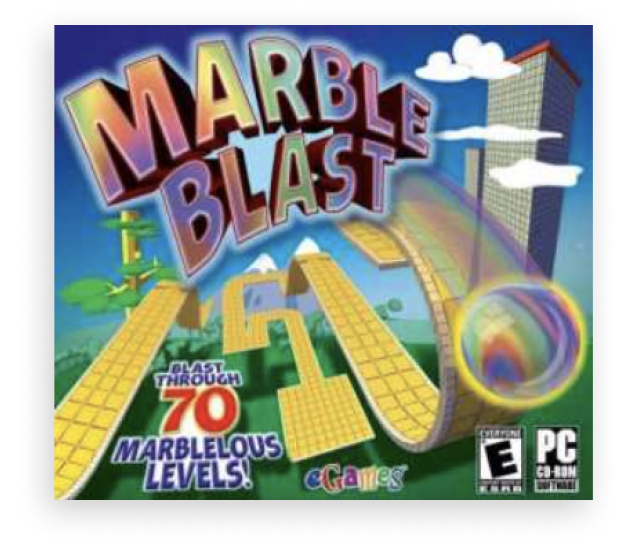 MARBLE
BLAST
BLAST
THROUGH
70
MARBLELOUS
LEVELS!
eGames
EVERYONE
E
ESRB
PC
CD-ROM
SOFTWARE